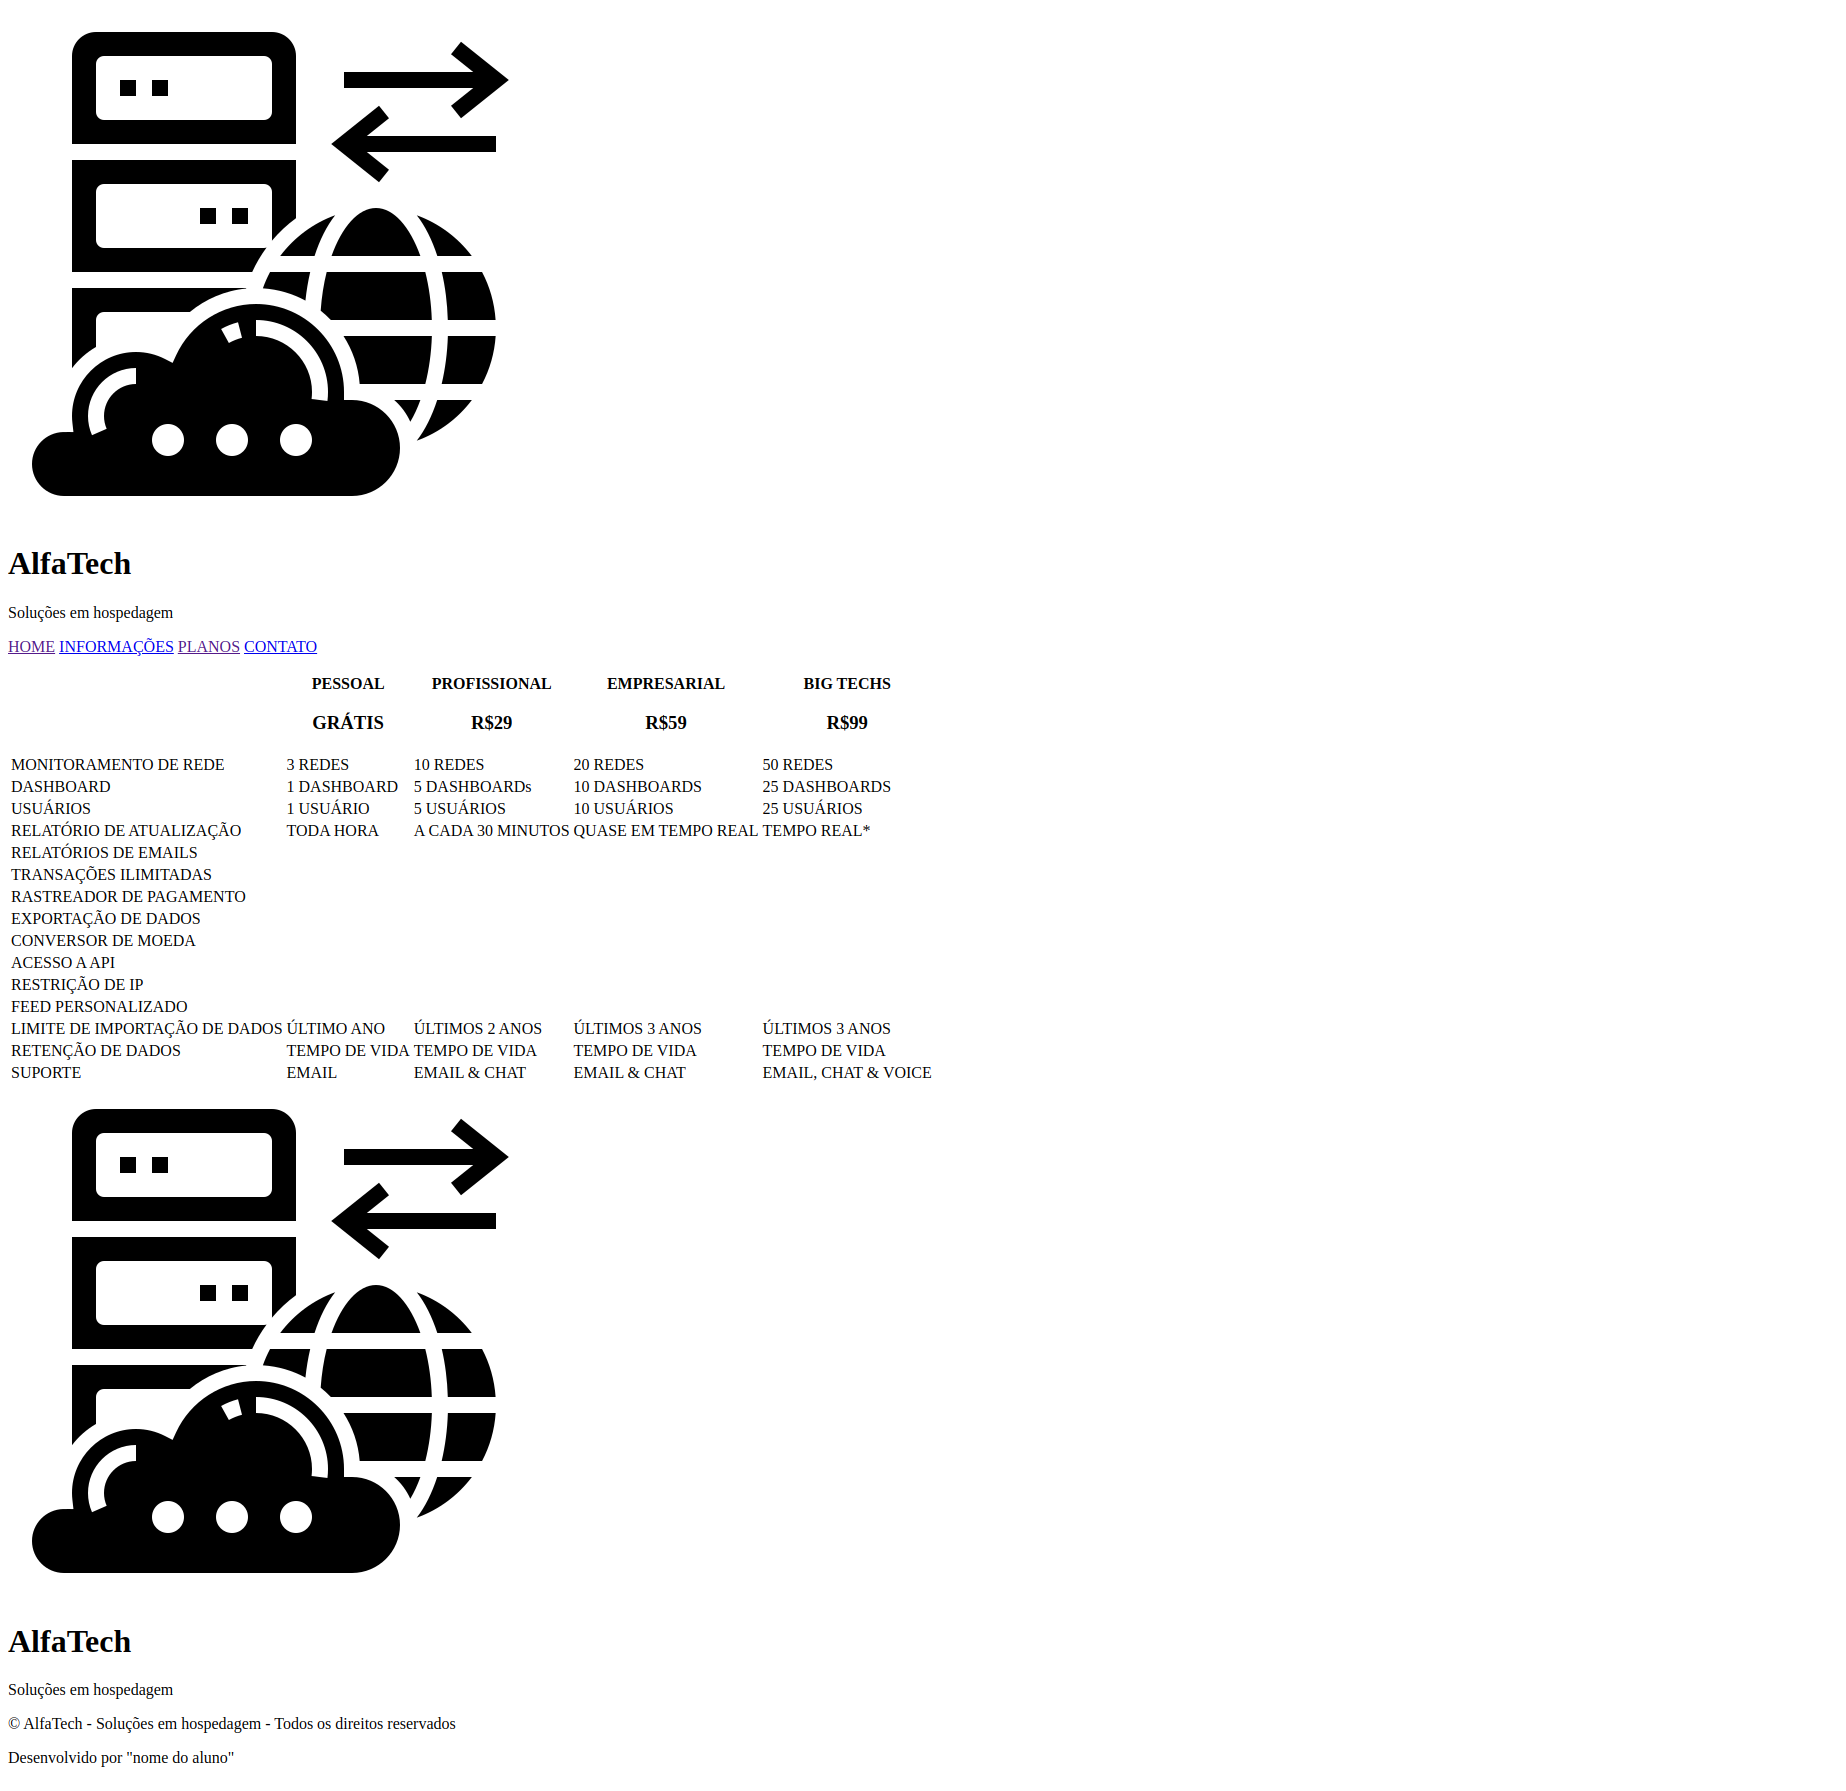 AlfaTech
Soluções em hospedagem
HOME INFORMAÇÕES PLANOS CONTATO
PESSOAL PROFISSIONAL EMPRESARIAL BIG TECHS
GRÁTIS R$29 R$59 R$99
MONITORAMENTO DE REDE 3 REDES 10 REDES 20 REDES 50 REDES
DASHBOARD 1 DASHBOARD 5 DASHBOARDs 10 DASHBOARDS 25 DASHBOARDS
USUÁRIOS 1 USUÁRIO 5 USUÁRIOS 10 USUÁRIOS 25 USUÁRIOS
RELATÓRIO DE ATUALIZAÇÃO TODA HORA A CADA 30 MINUTOS QUASE EM TEMPO REAL TEMPO REAL*
RELATÓRIOS DE EMAILS
TRANSAÇÕES ILIMITADAS
RASTREADOR DE PAGAMENTO
EXPORTAÇÃO DE DADOS
CONVERSOR DE MOEDA
ACESSO A API
RESTRIÇÃO DE IP
FEED PERSONALIZADO
LIMITE DE IMPORTAÇÃO DE DADOS ÚLTIMO ANO ÚLTIMOS 2 ANOS ÚLTIMOS 3 ANOS ÚLTIMOS 3 ANOS
RETENÇÃO DE DADOS TEMPO DE VIDA TEMPO DE VIDA TEMPO DE VIDA TEMPO DE VIDA
SUPORTE EMAIL EMAIL & CHAT EMAIL & CHAT EMAIL, CHAT & VOICE
AlfaTech
Soluções em hospedagem
© AlfaTech - Soluções em hospedagem - Todos os direitos reservados
Desenvolvido por "nome do aluno"